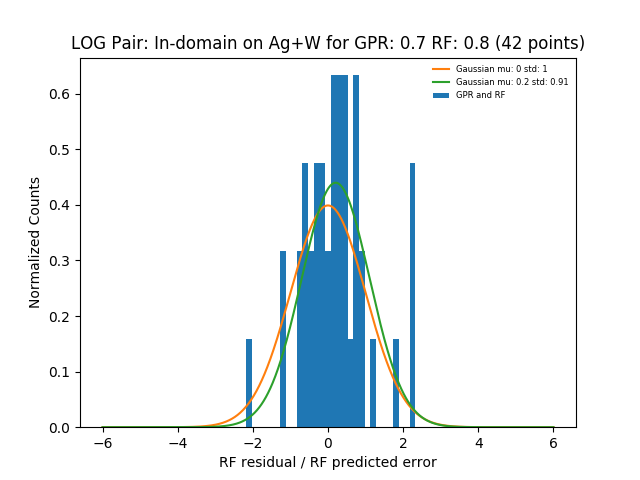 LOG Pair: In-domain on Ag+W for GPR: 0.7 RF: 0.8 (42 points)
Gaussian mu: 0 std: 1
Gaussian mu: 0.2 std: 0.91
GPR and RF
Normalized Counts
0.6
0.5
0.4
0.3
0.2
0.1
0.0
−6
−4
−2
0
2
4
6
RF residual / RF predicted error